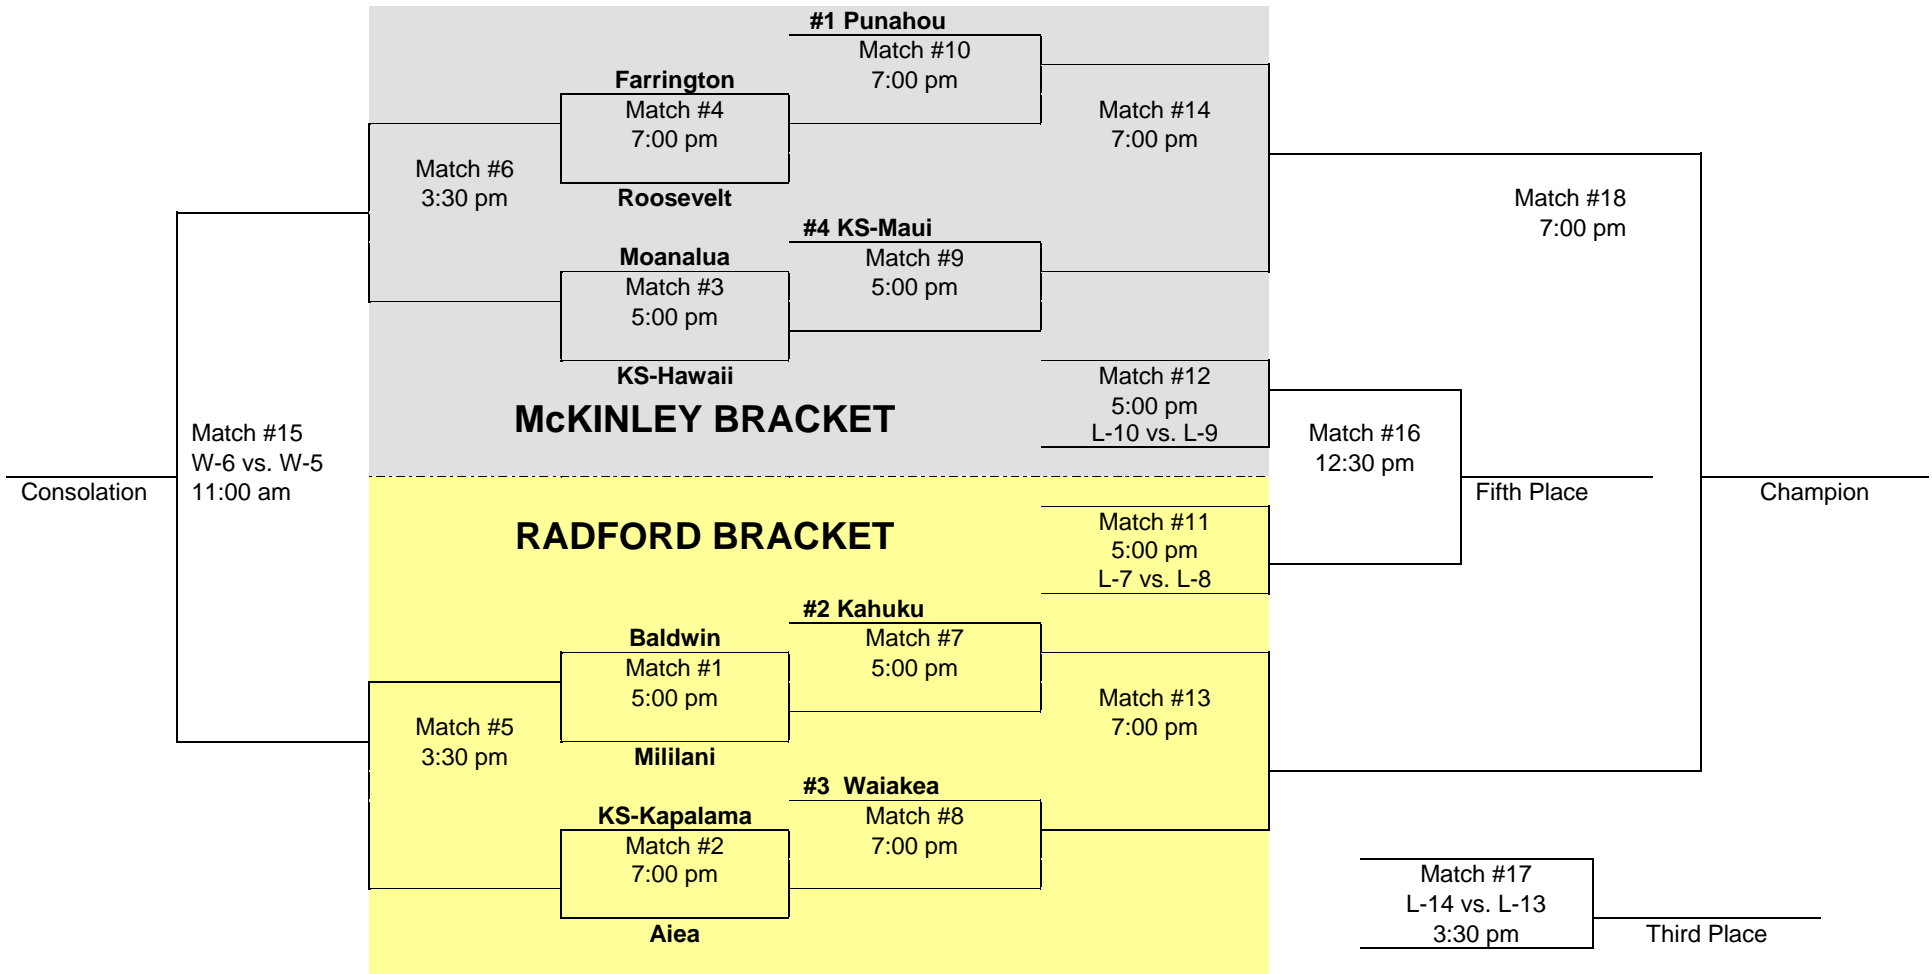 #1 Punahou
Match #10
7:00 pm
Farrington
Match #4
7:00 pm
Roosevelt
Match #14
7:00 pm
Match #6
3:30 pm
#4 KS-Maui
Match #9
5:00 pm
Moanalua
Match #3
5:00 pm
KS-Hawaii
Match #18
7:00 pm
McKINLEY BRACKET
Match #12
5:00 pm
L-10 vs. L-9
Match #15
W-6 vs. W-5
11:00 am
Consolation
Match #16
12:30 pm
Fifth Place
Champion
RADFORD BRACKET
Match #11
5:00 pm
L-7 vs. L-8
#2 Kahuku
Match #7
5:00 pm
Baldwin
Match #1
5:00 pm
Mililani
Match #13
7:00 pm
Match #5
3:30 pm
#3  Waiakea
Match #8
7:00 pm
KS-Kapalama
Match #2
7:00 pm
Aiea
Match #17
L-14 vs. L-13
3:30 pm
Third Place